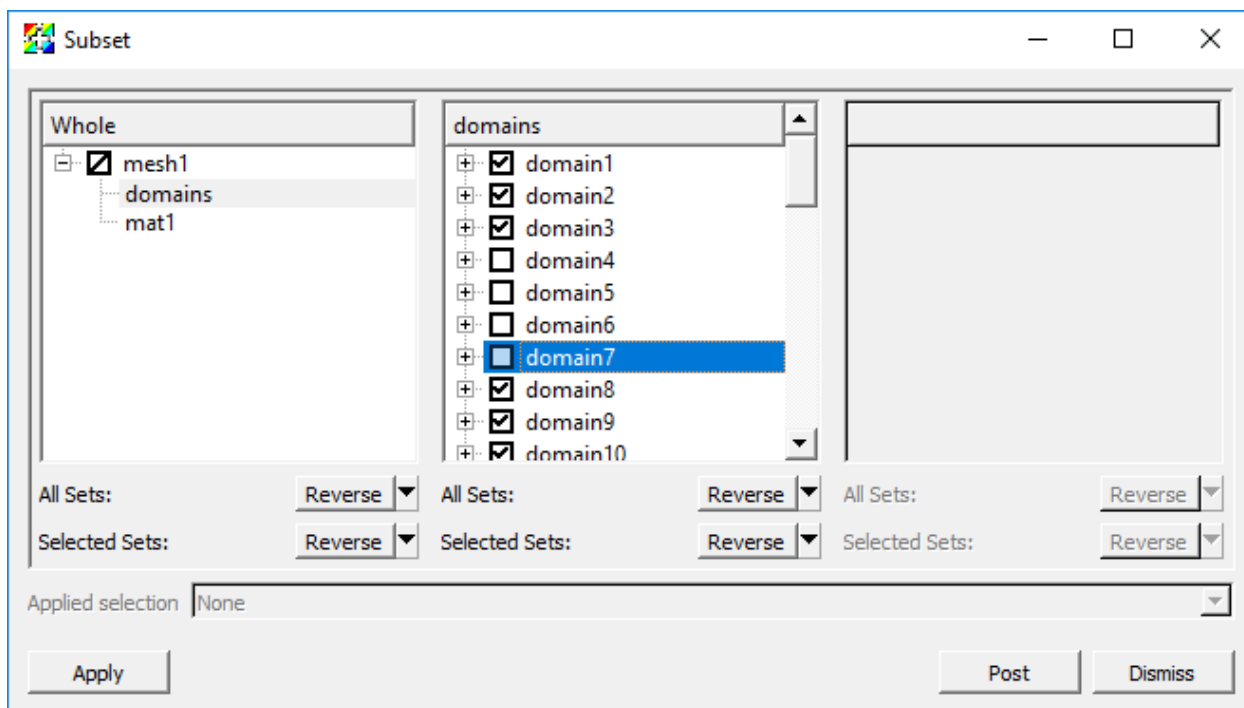 Subset
Whole
mesh1
domains
mat1
domains
domain1
domain2
domain3
domain4
domain5
domain6
domain7
domain8
domain9
domain10
All Sets: Reverse All Sets: Reverse All Sets: Reverse
Selected Sets: Reverse Selected Sets: Reverse Selected Sets: Reverse
Applied selection None
Apply Post Dismiss